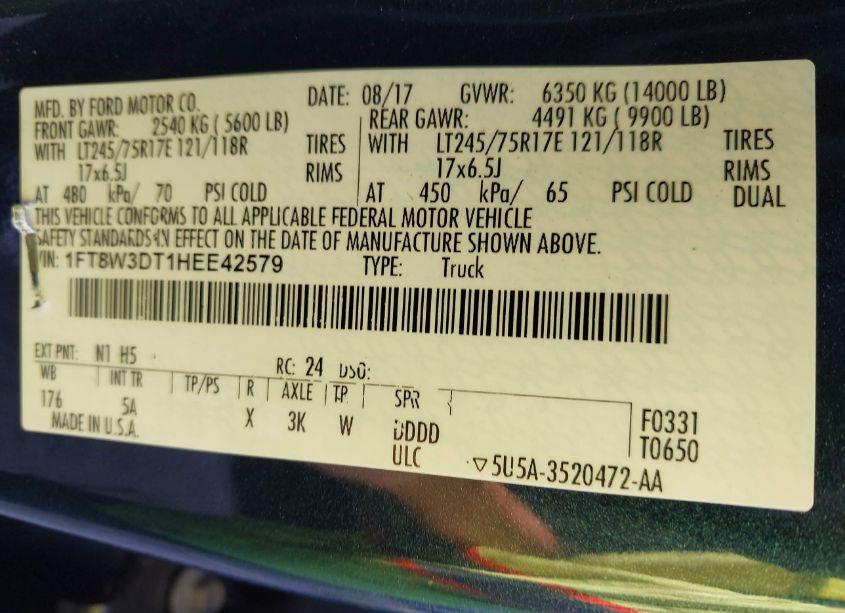 MFD. BY FORD MOTOR CO. DATE: 08/17 GVWR: 6350 KG (14000 LB)
FRONT GAWR: 2540 KG ( 5600 LB) REAR GAWR: 4491 KG ( 9900 LB)
WITH LT245/75R17E 121/118R TIRES WITH LT245/75R17E 121/118R TIRES
17x6.5J RIMS 17x6.5J RIMS
AT 480 kPa/ 70 PSI COLD AT 450 kPa/ 65 PSI COLD DUAL
THIS VEHICLE CONFORMS TO ALL APPLICABLE FEDERAL MOTOR VEHICLE
SAFETY STANDARDS IN EFFECT ON THE DATE OF MANUFACTURE SHOWN ABOVE.
VIN: 1FT8W3DT1HEE42579 TYPE: Truck
EXT PNT: N1 H5 RC: 24 DSO:
WB INT TR TP/PS R AXLE TP SPR
176 5A X 3K W DDDD F0331
MADE IN U.S.A. ULC T0650
▽5U5A-3520472-AA